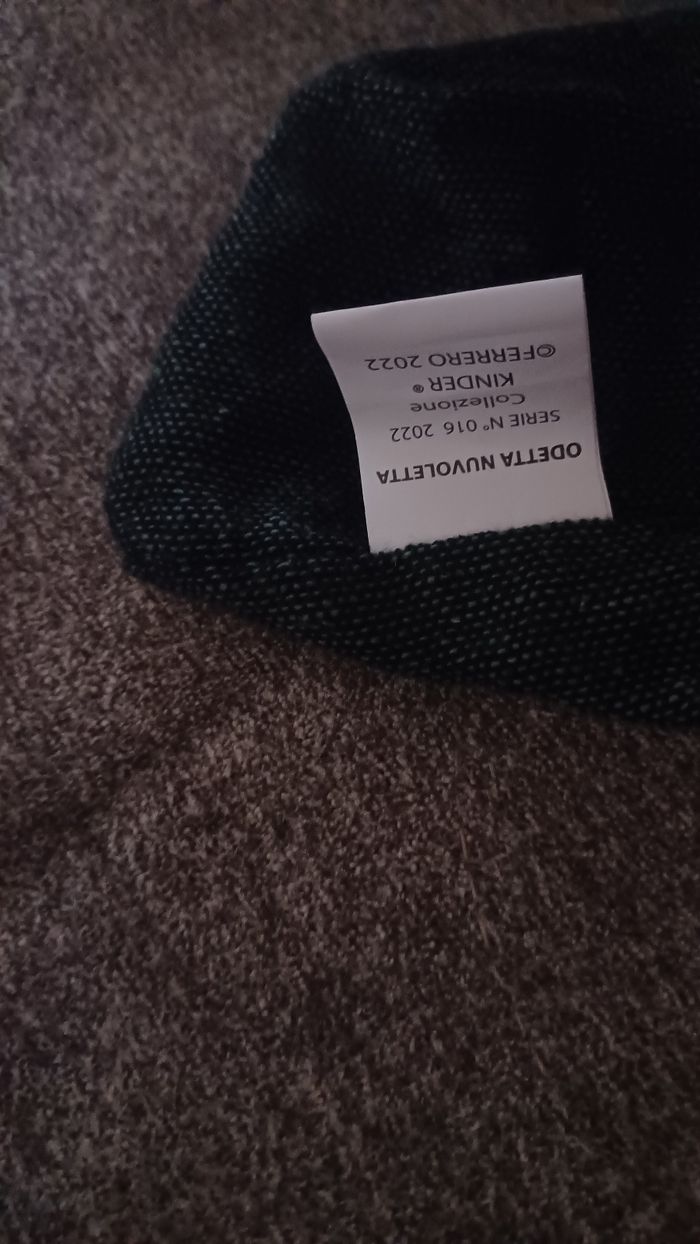 ODETTA NUVOLETTA
SERIE N° 016 2022
Collezione
KINDER ®
©FERRERO 2022